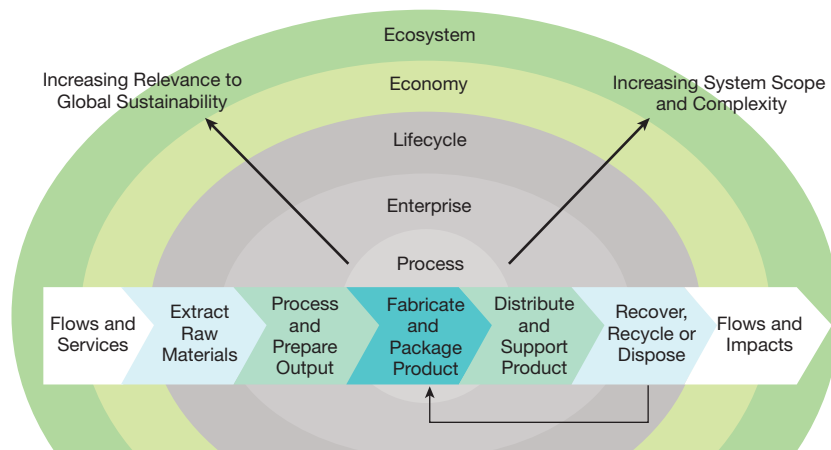 Ecosystem
Increasing Relevance to
Global Sustainability
Increasing System Scope
and Complexity
Economy
Lifecycle
Enterprise
Process
Flows and
Services
Extract
Raw
Materials
Process
and
Prepare
Output
Fabricate
and
Package
Product
Distribute
and
Support
Product
Recover,
Recycle or
Dispose
Flows and
Impacts